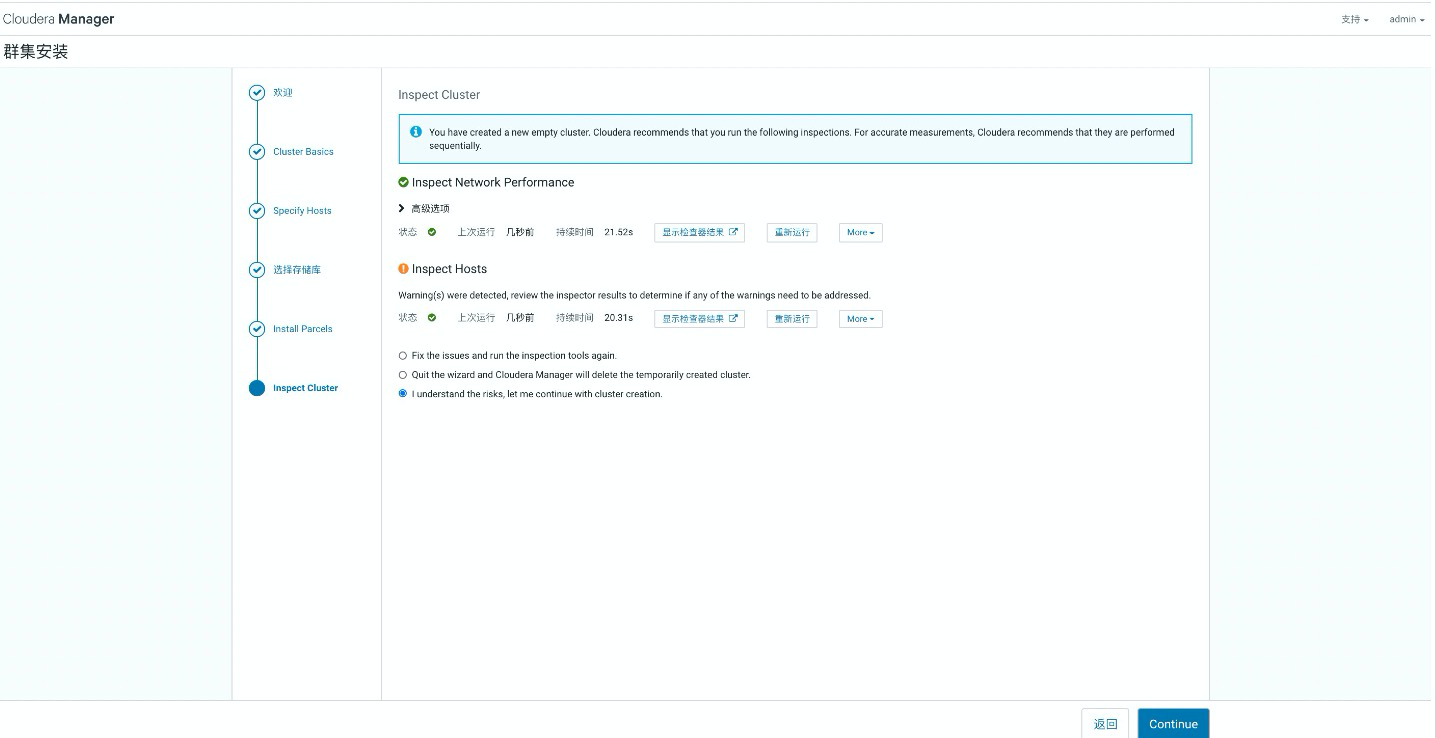 Cloudera Manager
支持 admin
群集安装
欢迎
Cluster Basics
Specify Hosts
选择存储库
Install Parcels
Inspect Cluster
Inspect Cluster
You have created a new empty cluster. Cloudera recommends that you run the following inspections. For accurate measurements, Cloudera recommends that they are performed
sequentially.
Inspect Network Performance
高级选项
状态 上次运行 几秒前 持续时间 21.52s 显示检查器结果 重新运行 More
Inspect Hosts
Warning(s) were detected, review the inspector results to determine if any of the warnings need to be addressed.
状态 上次运行 几秒前 持续时间 20.31s 显示检查器结果 重新运行 More
Fix the issues and run the inspection tools again.
Quit the wizard and Cloudera Manager will delete the temporarily created cluster.
I understand the risks, let me continue with cluster creation.
返回 Continue